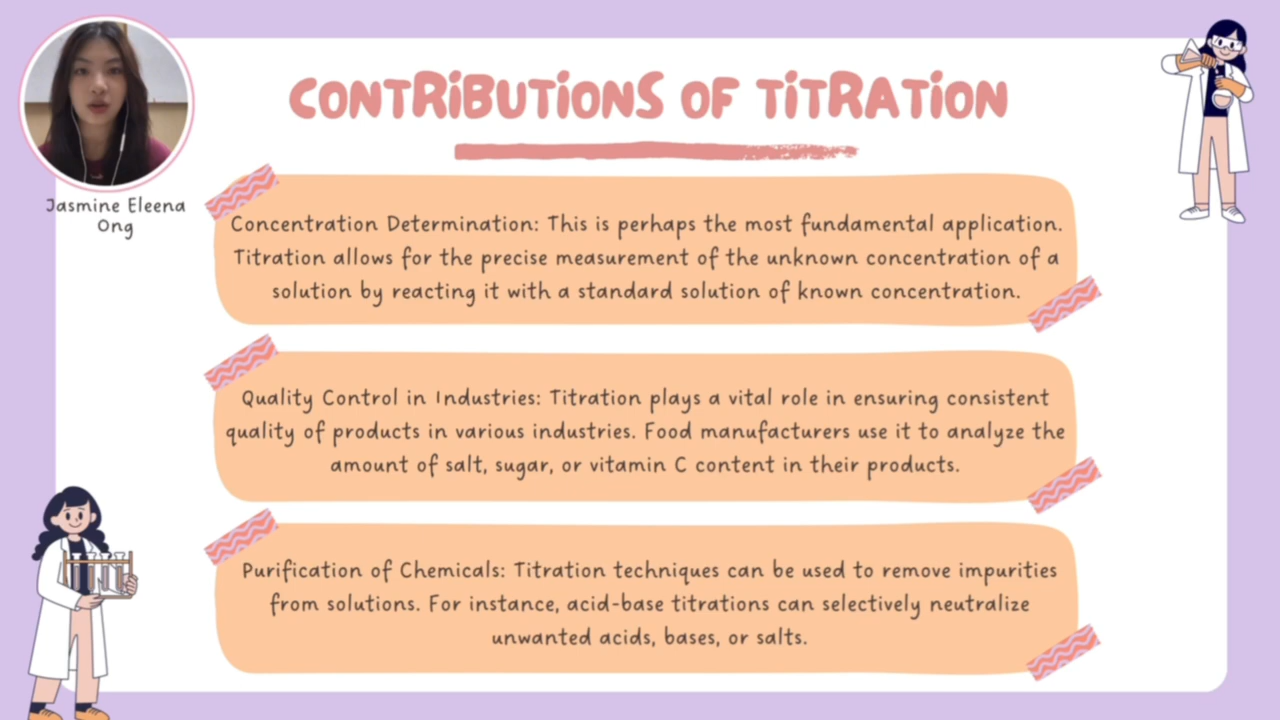 CONTRIBUTIONS OF TITRATION
Jasmine Eleena
Ong
Concentration Determination: This is perhaps the most fundamental application.
Titration allows for the precise measurement of the unknown concentration of a
solution by reacting it with a standard solution of known concentration.
Quality Control in Industries: Titration plays a vital role in ensuring consistent
quality of products in various industries. Food manufacturers use it to analyze the
amount of salt, sugar, or vitamin C content in their products.
Purification of Chemicals: Titration techniques can be used to remove impurities
from solutions. For instance, acid-base titrations can selectively neutralize
unwanted acids, bases, or salts.